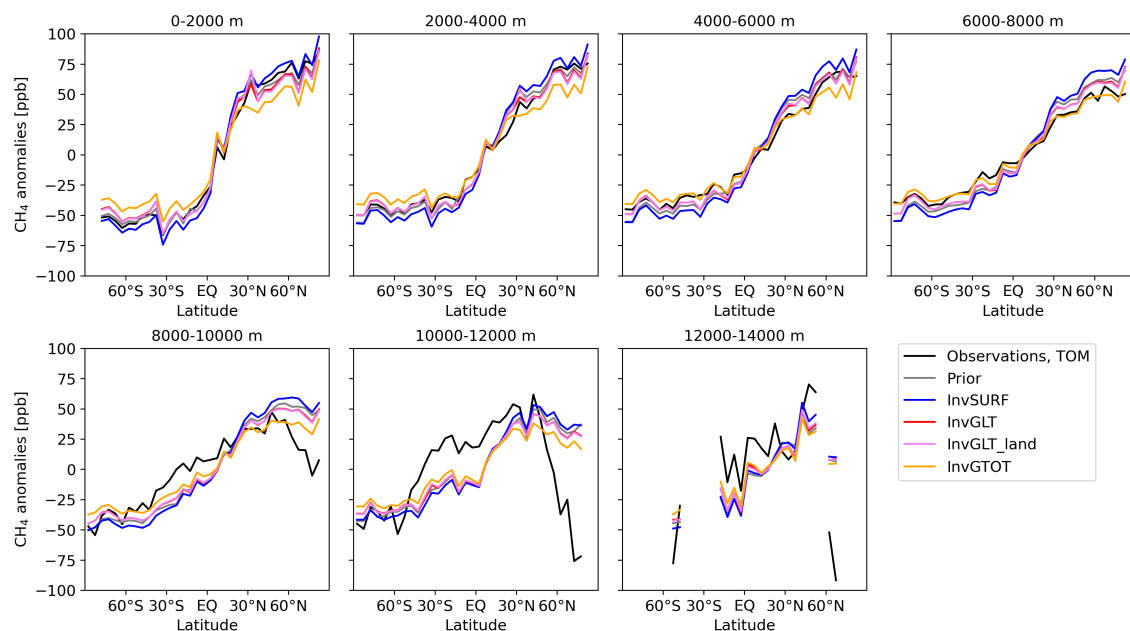 0-2000 m
2000-4000 m
4000-6000 m
6000-8000 m
CH₄ anomalies [ppb]
100
75
50
25
0
−25
−50
−75
−100
60°S 30°S EQ 30°N 60°N
60°S 30°S EQ 30°N 60°N
60°S 30°S EQ 30°N 60°N
60°S 30°S EQ 30°N 60°N
Latitude
Latitude
Latitude
Latitude
8000-10000 m
10000-12000 m
12000-14000 m
CH₄ anomalies [ppb]
100
75
50
25
0
−25
−50
−75
−100
60°S 30°S EQ 30°N 60°N
60°S 30°S EQ 30°N 60°N
60°S 30°S EQ 30°N 60°N
Latitude
Latitude
Latitude
Observations, TOM
Prior
InvSURF
InvGLT
InvGLT_land
InvGTOT